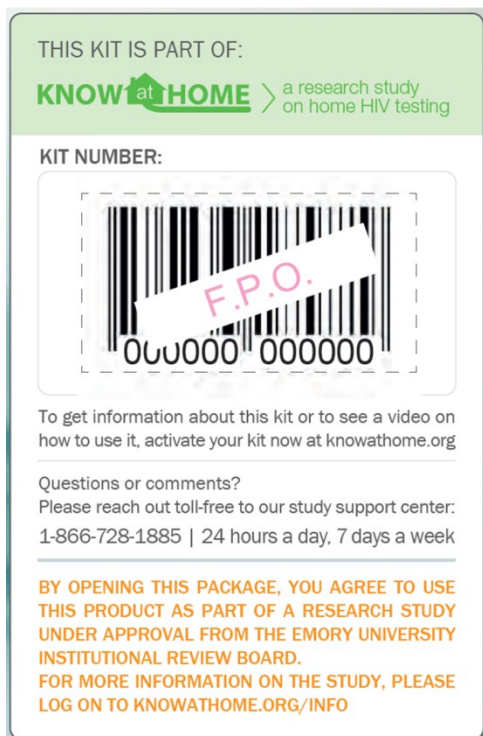 THIS KIT IS PART OF:
KNOW at HOME
a research study
on home HIV testing
KIT NUMBER:
F.P.O.
000000 000000
To get information about this kit or to see a video on
how to use it, activate your kit now at knowathome.org
Questions or comments?
Please reach out toll-free to our study support center:
1-866-728-1885 | 24 hours a day, 7 days a week
BY OPENING THIS PACKAGE, YOU AGREE TO USE
THIS PRODUCT AS PART OF A RESEARCH STUDY
UNDER APPROVAL FROM THE EMORY UNIVERSITY
INSTITUTIONAL REVIEW BOARD.
FOR MORE INFORMATION ON THE STUDY, PLEASE
LOG ON TO KNOWATHOME.ORG/INFO